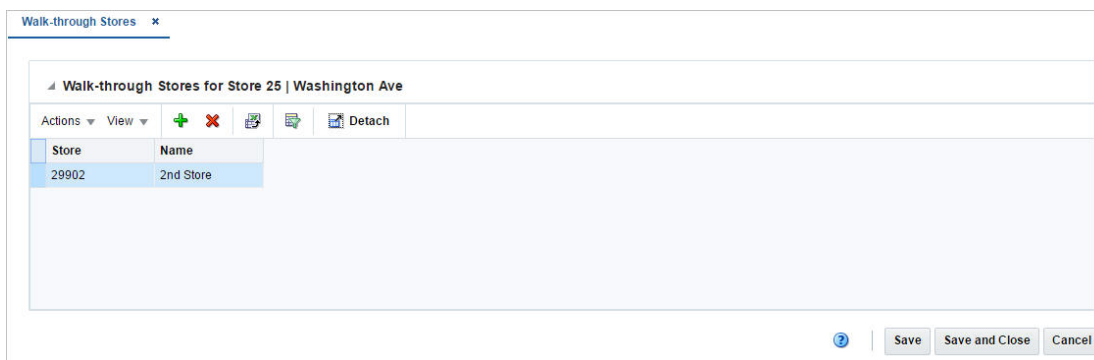 Walk-through Stores
Walk-through Stores for Store 25 | Washington Ave
Actions View Detach
Store Name
29902 2nd Store
Save Save and Close Cancel